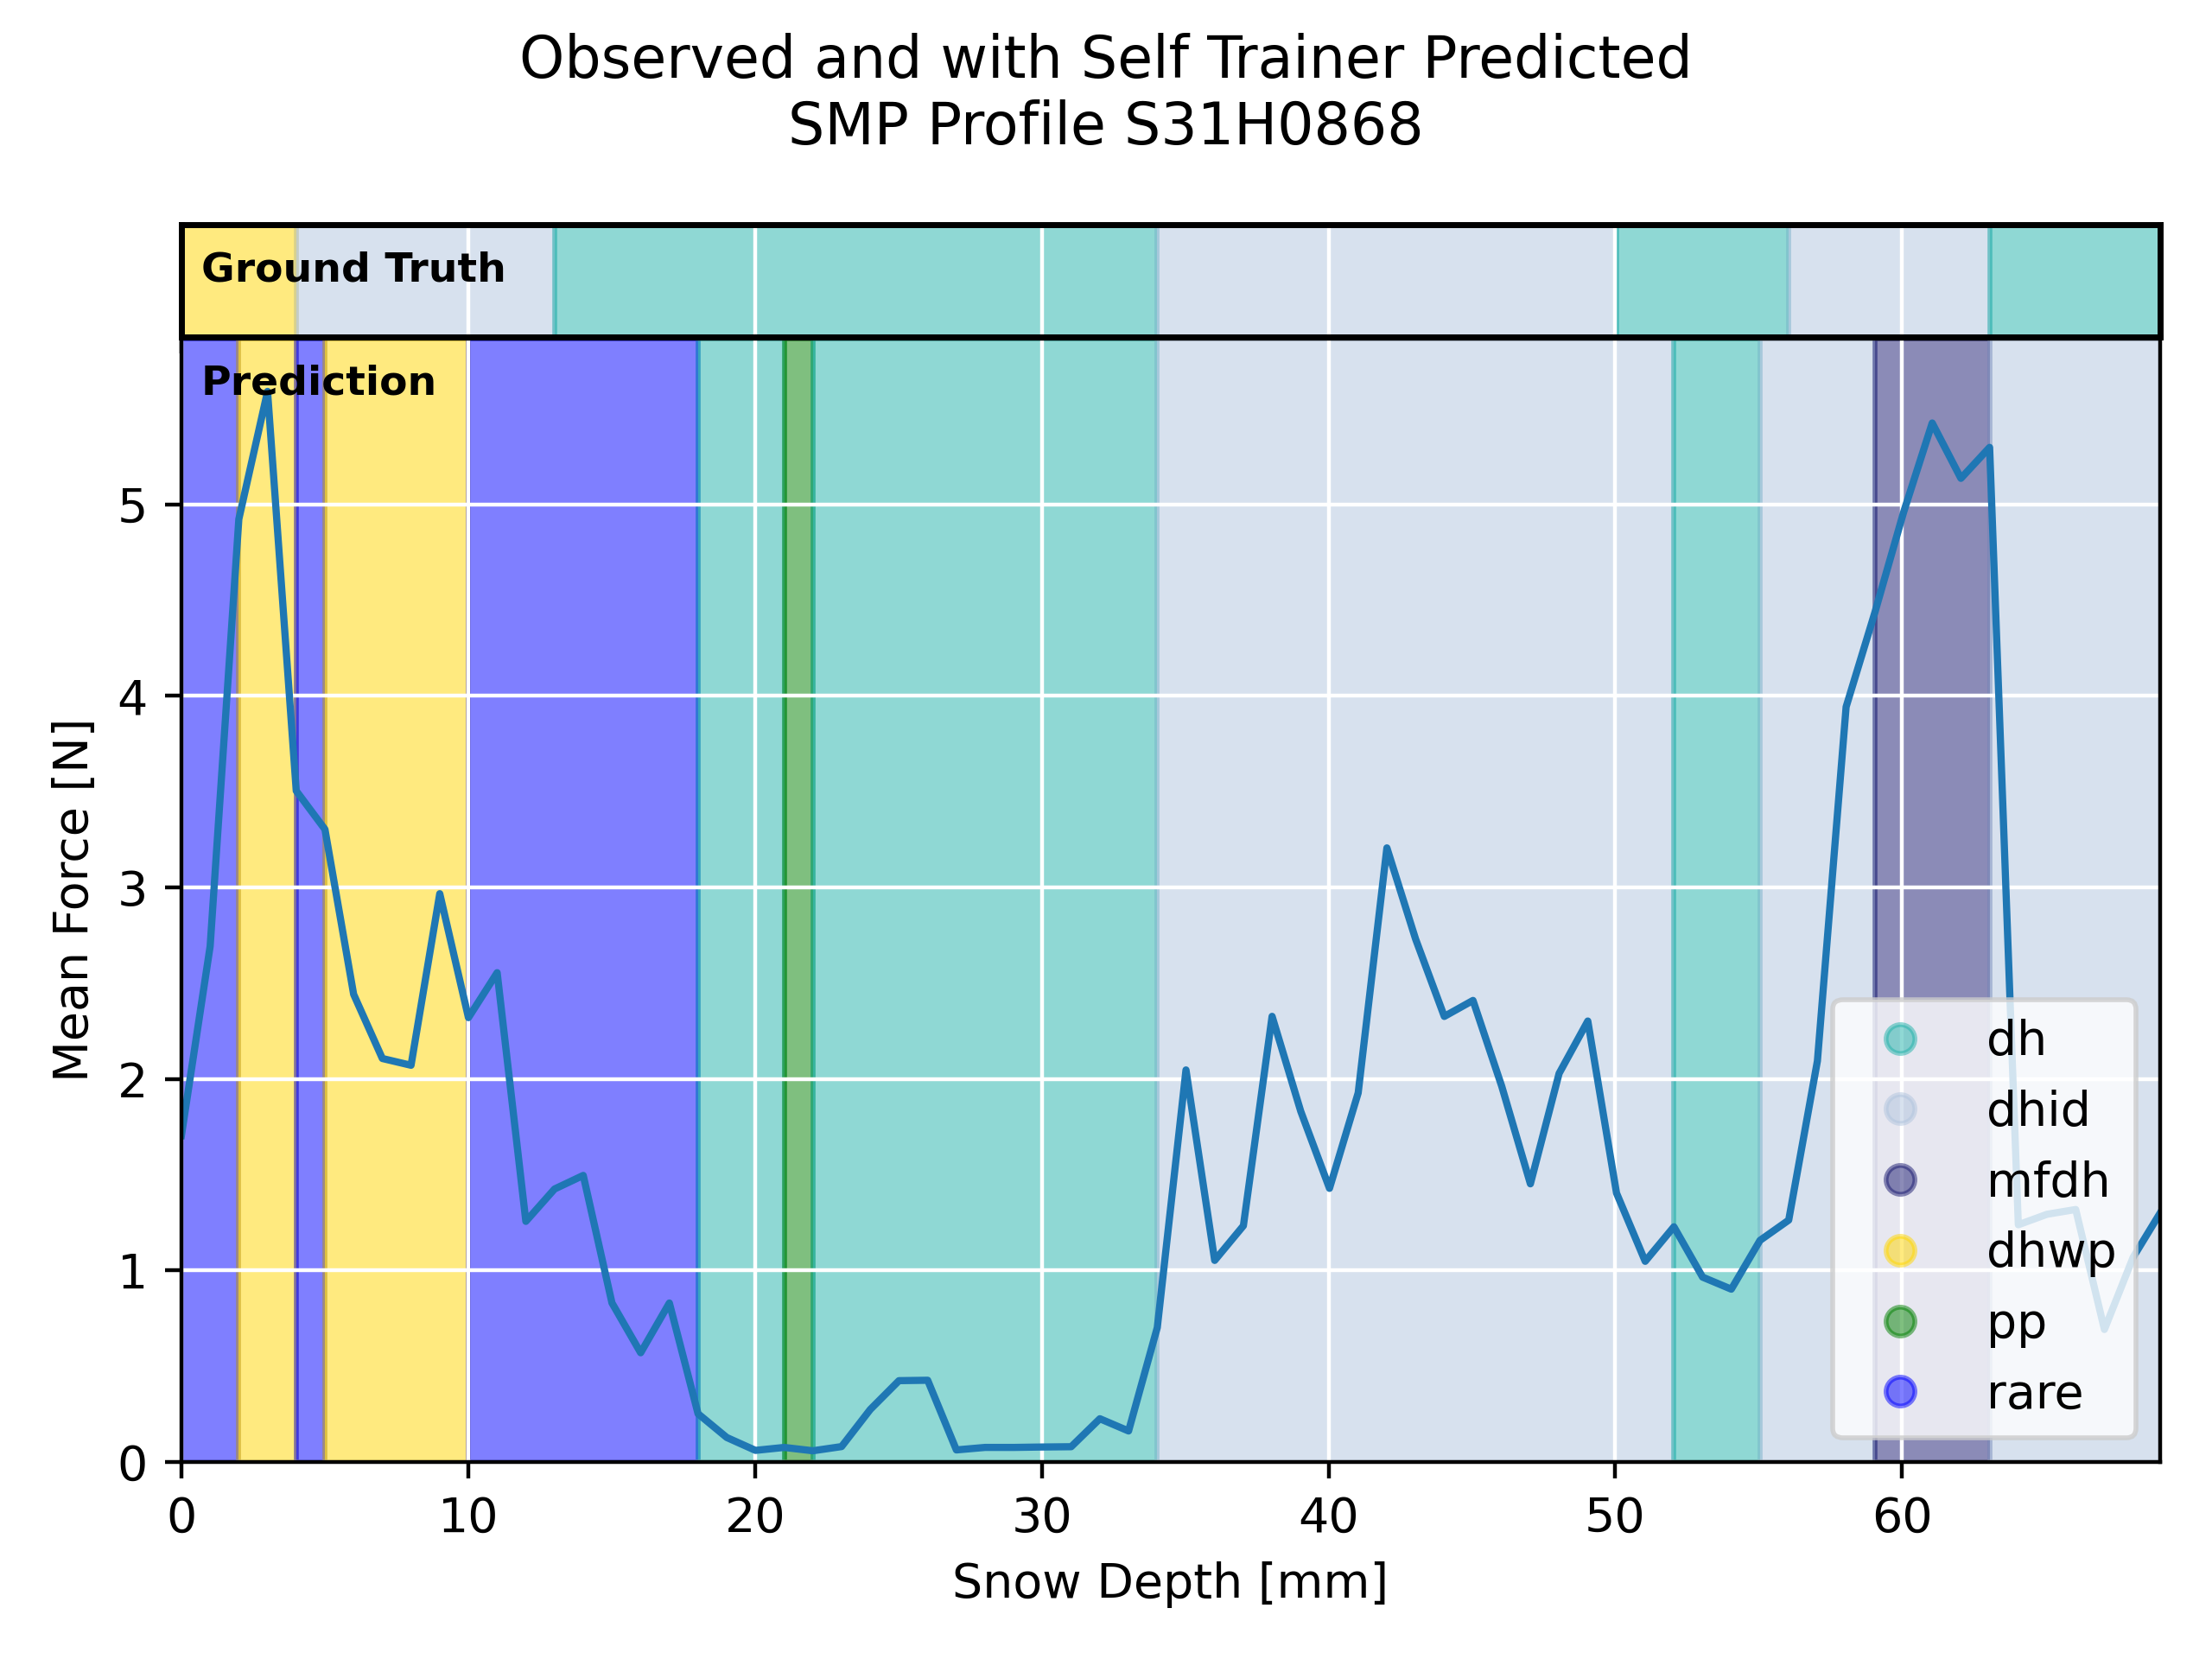 Observed and with Self Trainer Predicted
SMP Profile S31H0868
Ground Truth
Prediction
5
4
3
2
1
0
Mean Force [N]
dh
dhid
mfdh
dhwp
pp
rare
0 10 20 30 40 50 60
Snow Depth [mm]